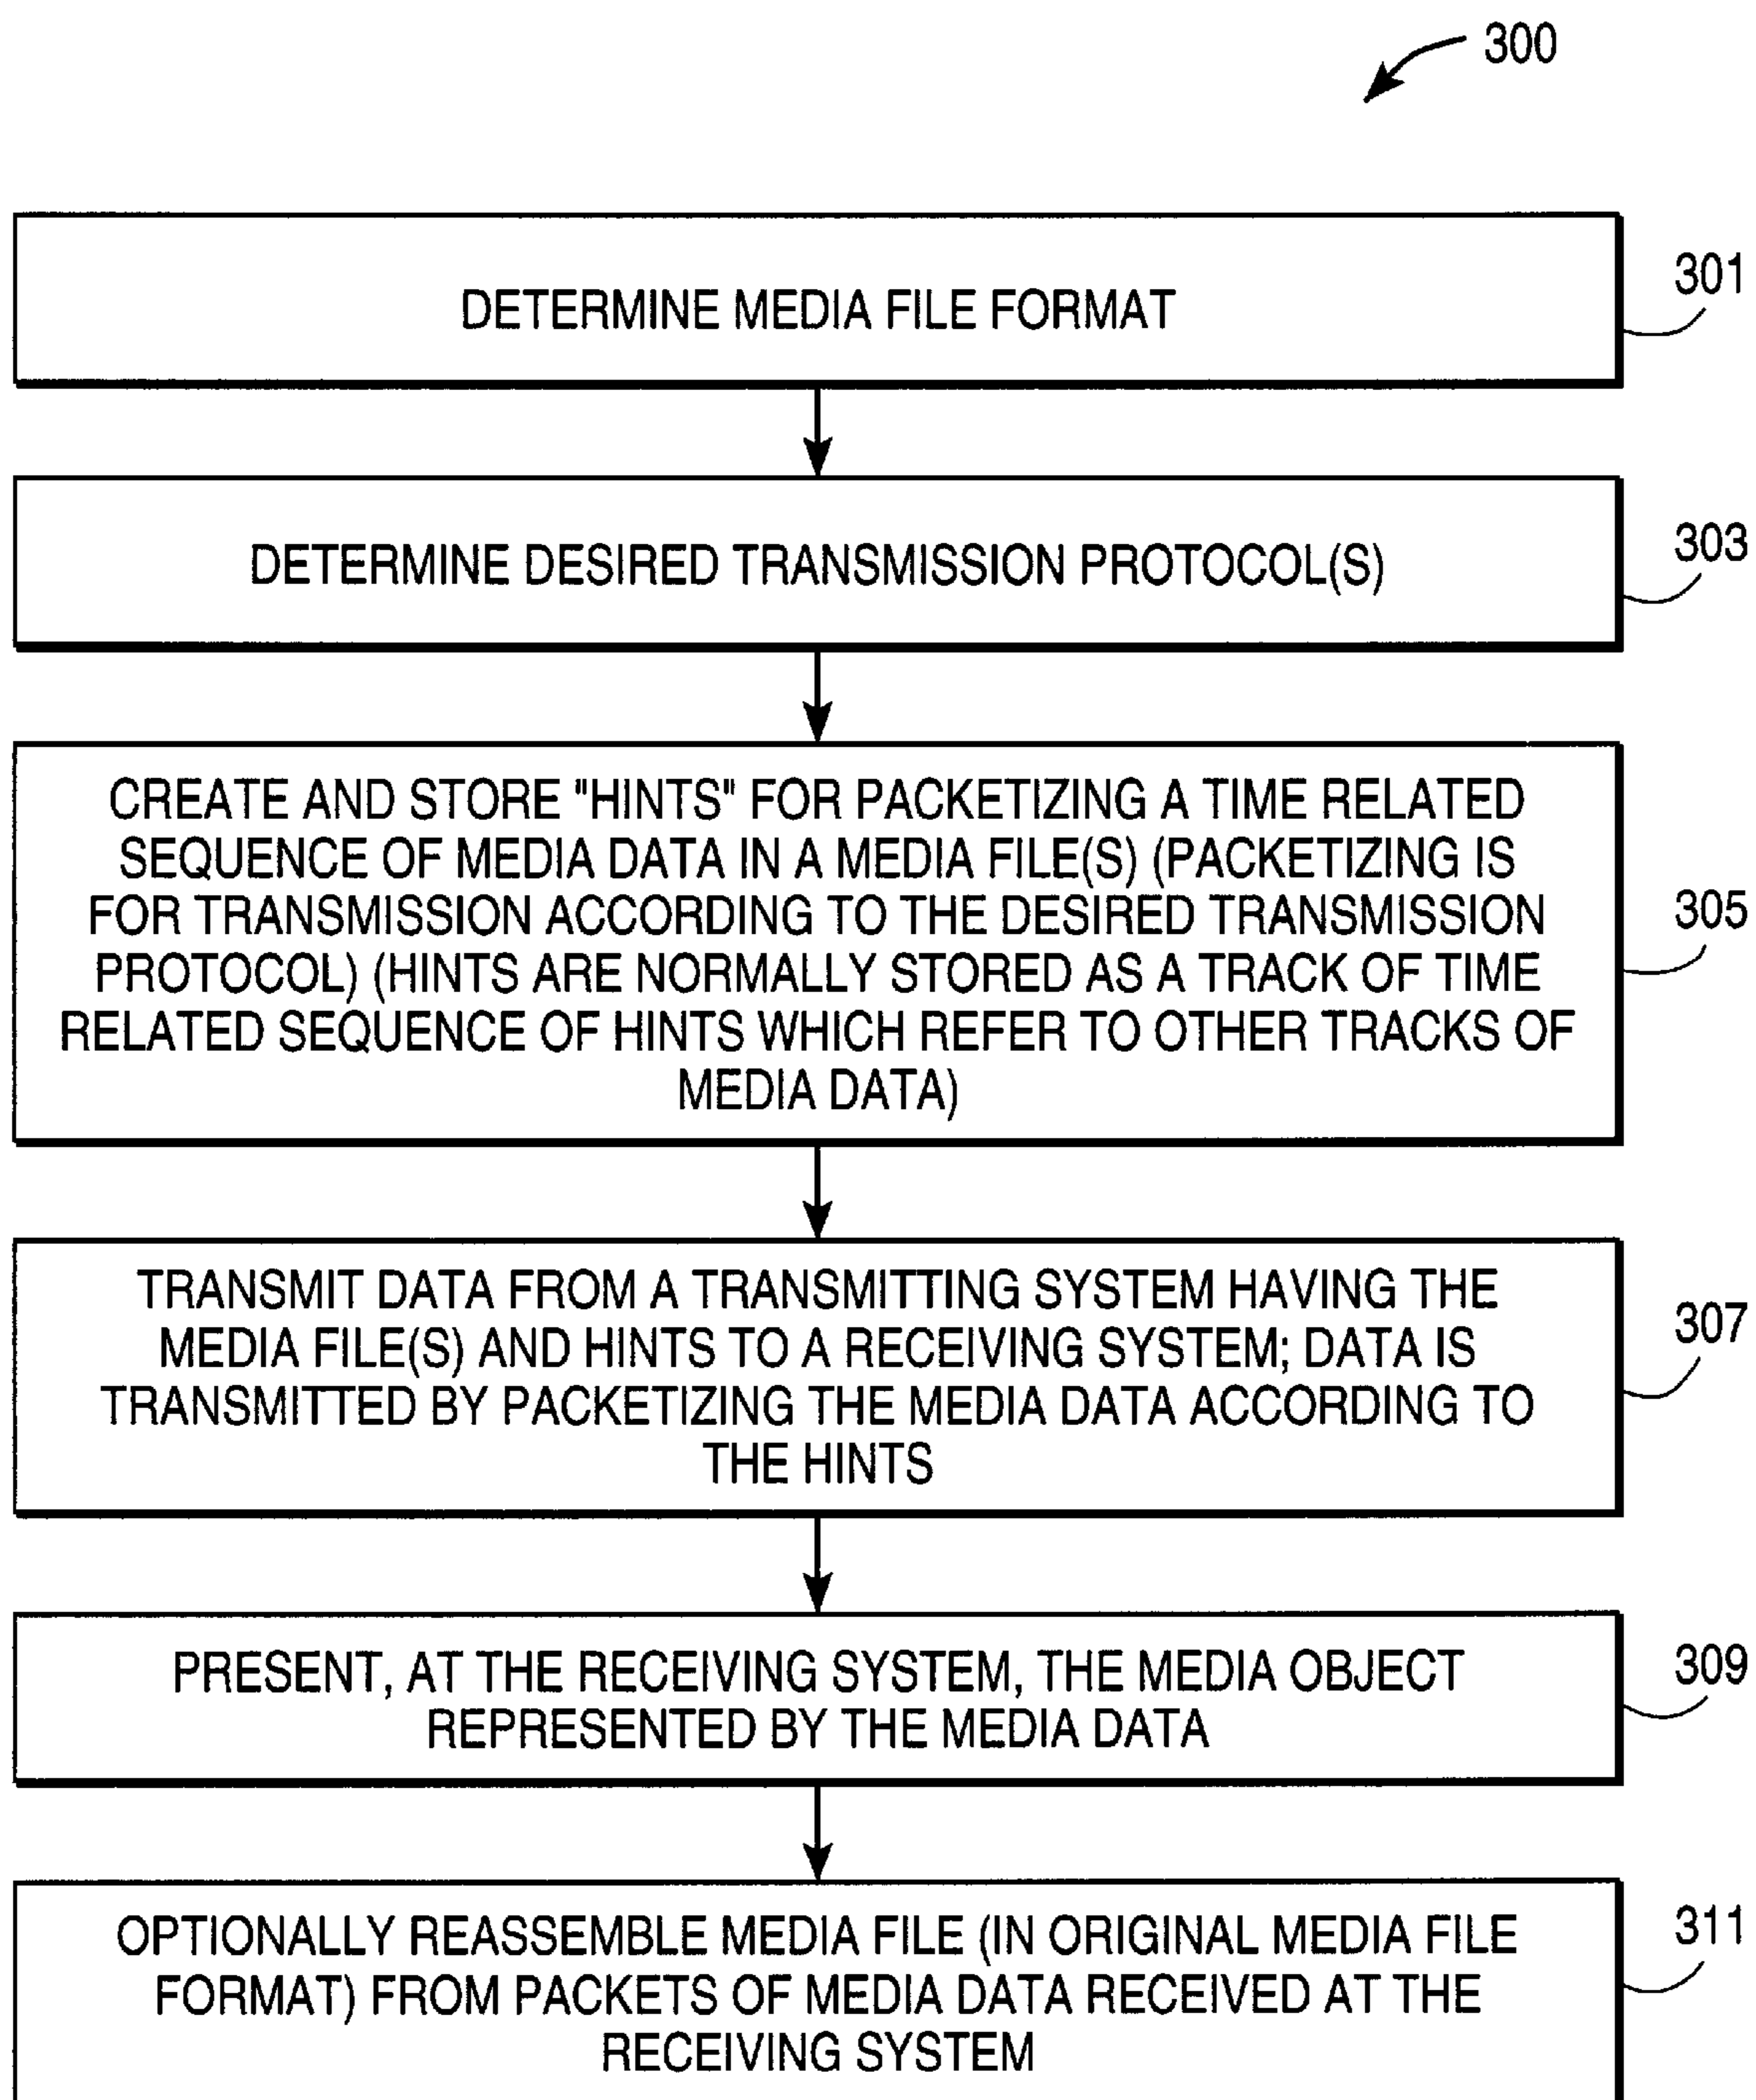 300
DETERMINE MEDIA FILE FORMAT
301
DETERMINE DESIRED TRANSMISSION PROTOCOL(S)
303
CREATE AND STORE "HINTS" FOR PACKETIZING A TIME RELATED
SEQUENCE OF MEDIA DATA IN A MEDIA FILE(S) (PACKETIZING IS
FOR TRANSMISSION ACCORDING TO THE DESIRED TRANSMISSION
PROTOCOL) (HINTS ARE NORMALLY STORED AS A TRACK OF TIME
RELATED SEQUENCE OF HINTS WHICH REFER TO OTHER TRACKS OF
MEDIA DATA)
305
TRANSMIT DATA FROM A TRANSMITTING SYSTEM HAVING THE
MEDIA FILE(S) AND HINTS TO A RECEIVING SYSTEM; DATA IS
TRANSMITTED BY PACKETIZING THE MEDIA DATA ACCORDING TO
THE HINTS
307
PRESENT, AT THE RECEIVING SYSTEM, THE MEDIA OBJECT
REPRESENTED BY THE MEDIA DATA
309
OPTIONALLY REASSEMBLE MEDIA FILE (IN ORIGINAL MEDIA FILE
FORMAT) FROM PACKETS OF MEDIA DATA RECEIVED AT THE
RECEIVING SYSTEM
311